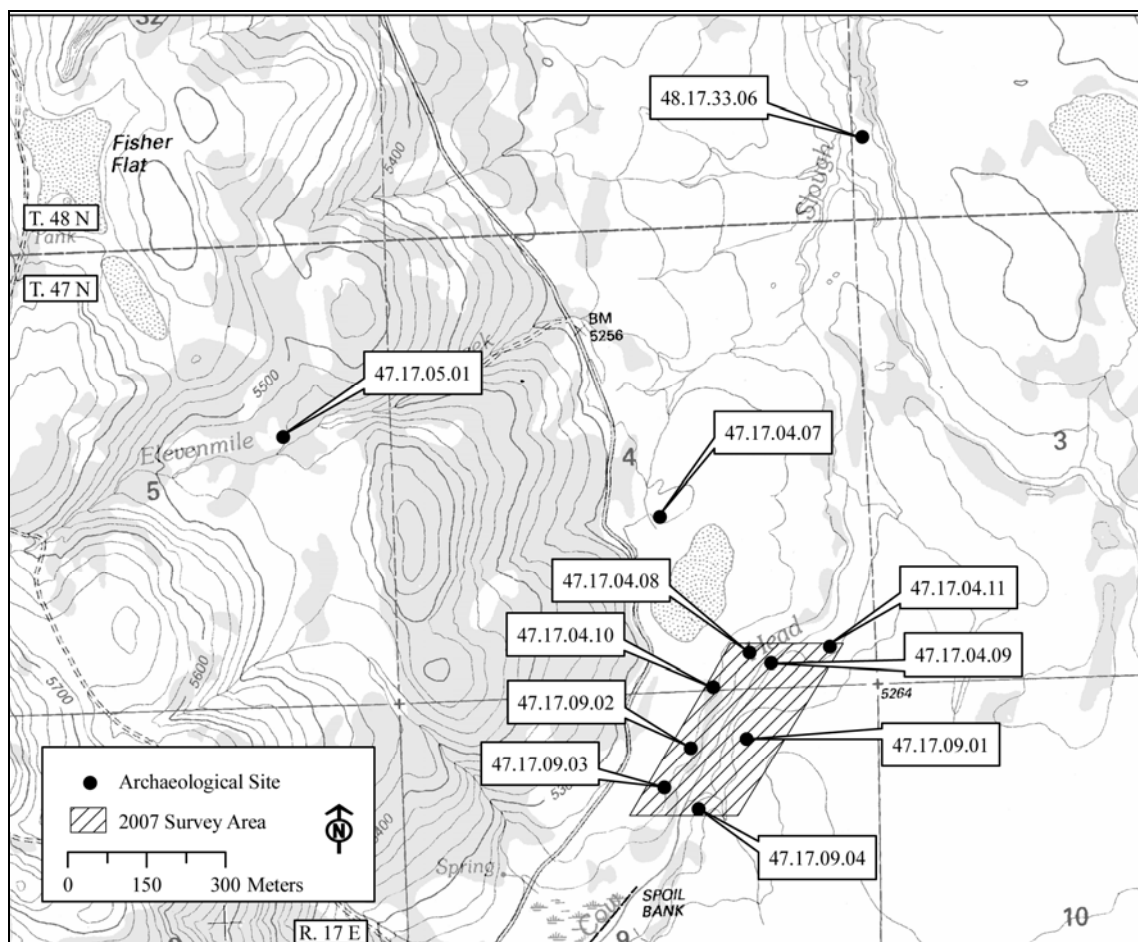 32
48.17.33.06
Fisher
Flat
5400
Slough
T. 48 N
Tank
T. 47 N
BM
5256
47.17.05.01
5500
Elevenmile
47.17.04.07
4
3
5
47.17.04.08
47.17.04.11
Head
47.17.04.10
47.17.04.09
5600
5700
5264
47.17.09.02
47.17.09.01
47.17.09.03
Archaeological Site
2007 Survey Area
N
0 150 300 Meters
47.17.09.04
Spring
Cow
SPOIL
BANK
R. 17 E
9
10